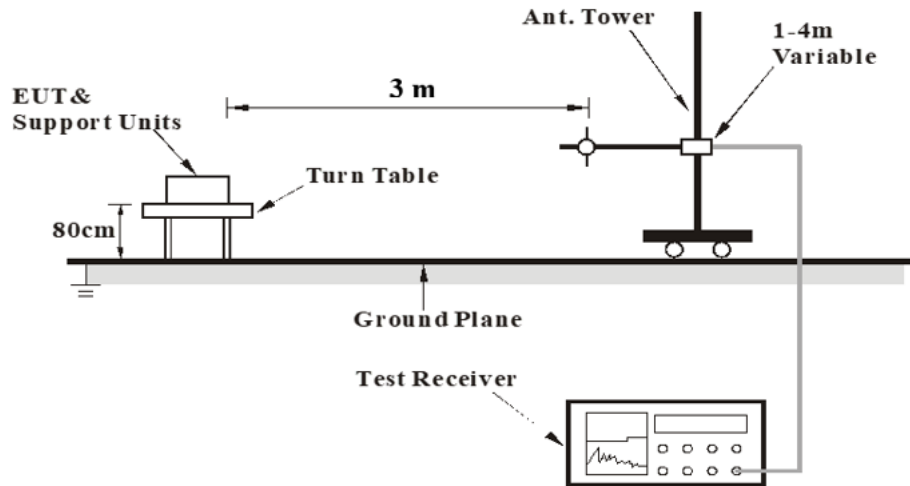 Ant. Tower
1-4m
Variable
3 m
EUT&
Support Units
Turn Table
80cm
Ground Plane
Test Receiver